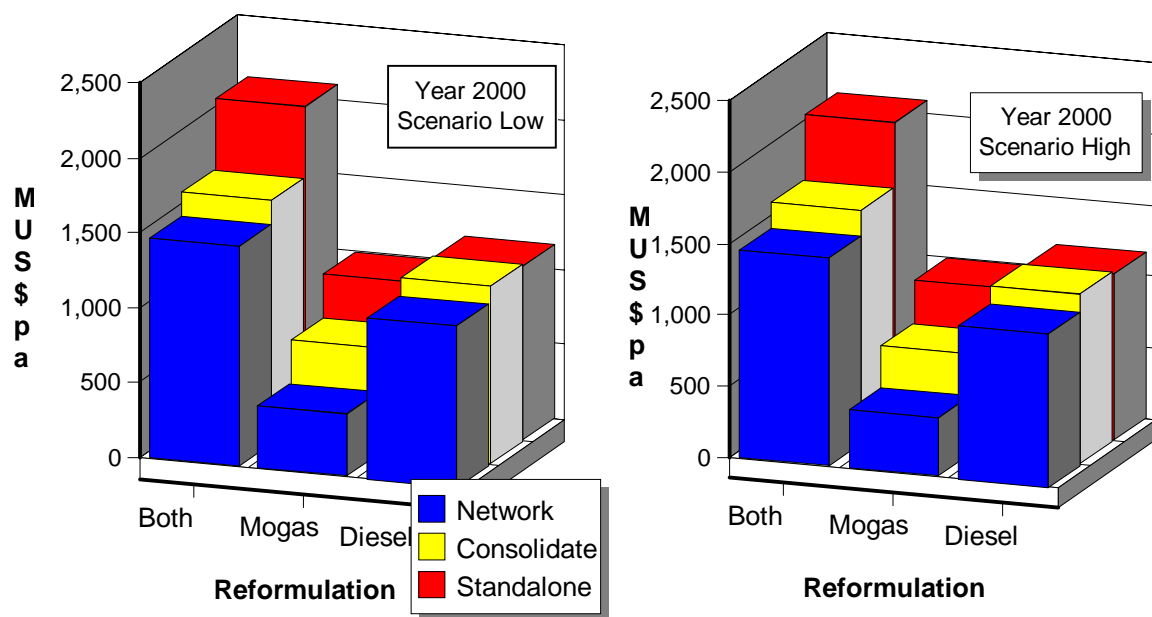 2,500
2,000
1,500
1,000
500
0
M
U
S
$
p
a
Year 2000
Scenario Low
Both
Mogas
Diesel
Reformulation
Network
Consolidate
Standalone
2,500
2,000
1,500
1,000
500
0
M
U
S
$
p
a
Year 2000
Scenario High
Both
Mogas
Diesel
Reformulation